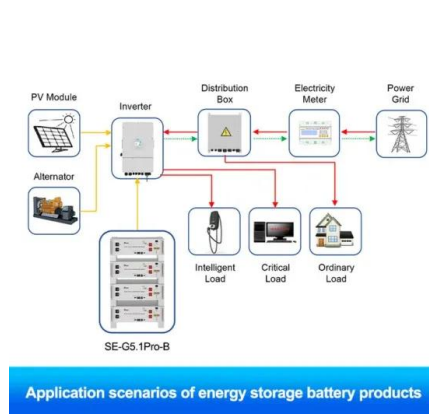 PV Module
Inverter
Distribution
Box
Electricity
Meter
Power
Grid
Alternator
Intelligent
Load
Critical
Load
Ordinary
Load
SE-G5.1Pro-B
Application scenarios of energy storage battery products